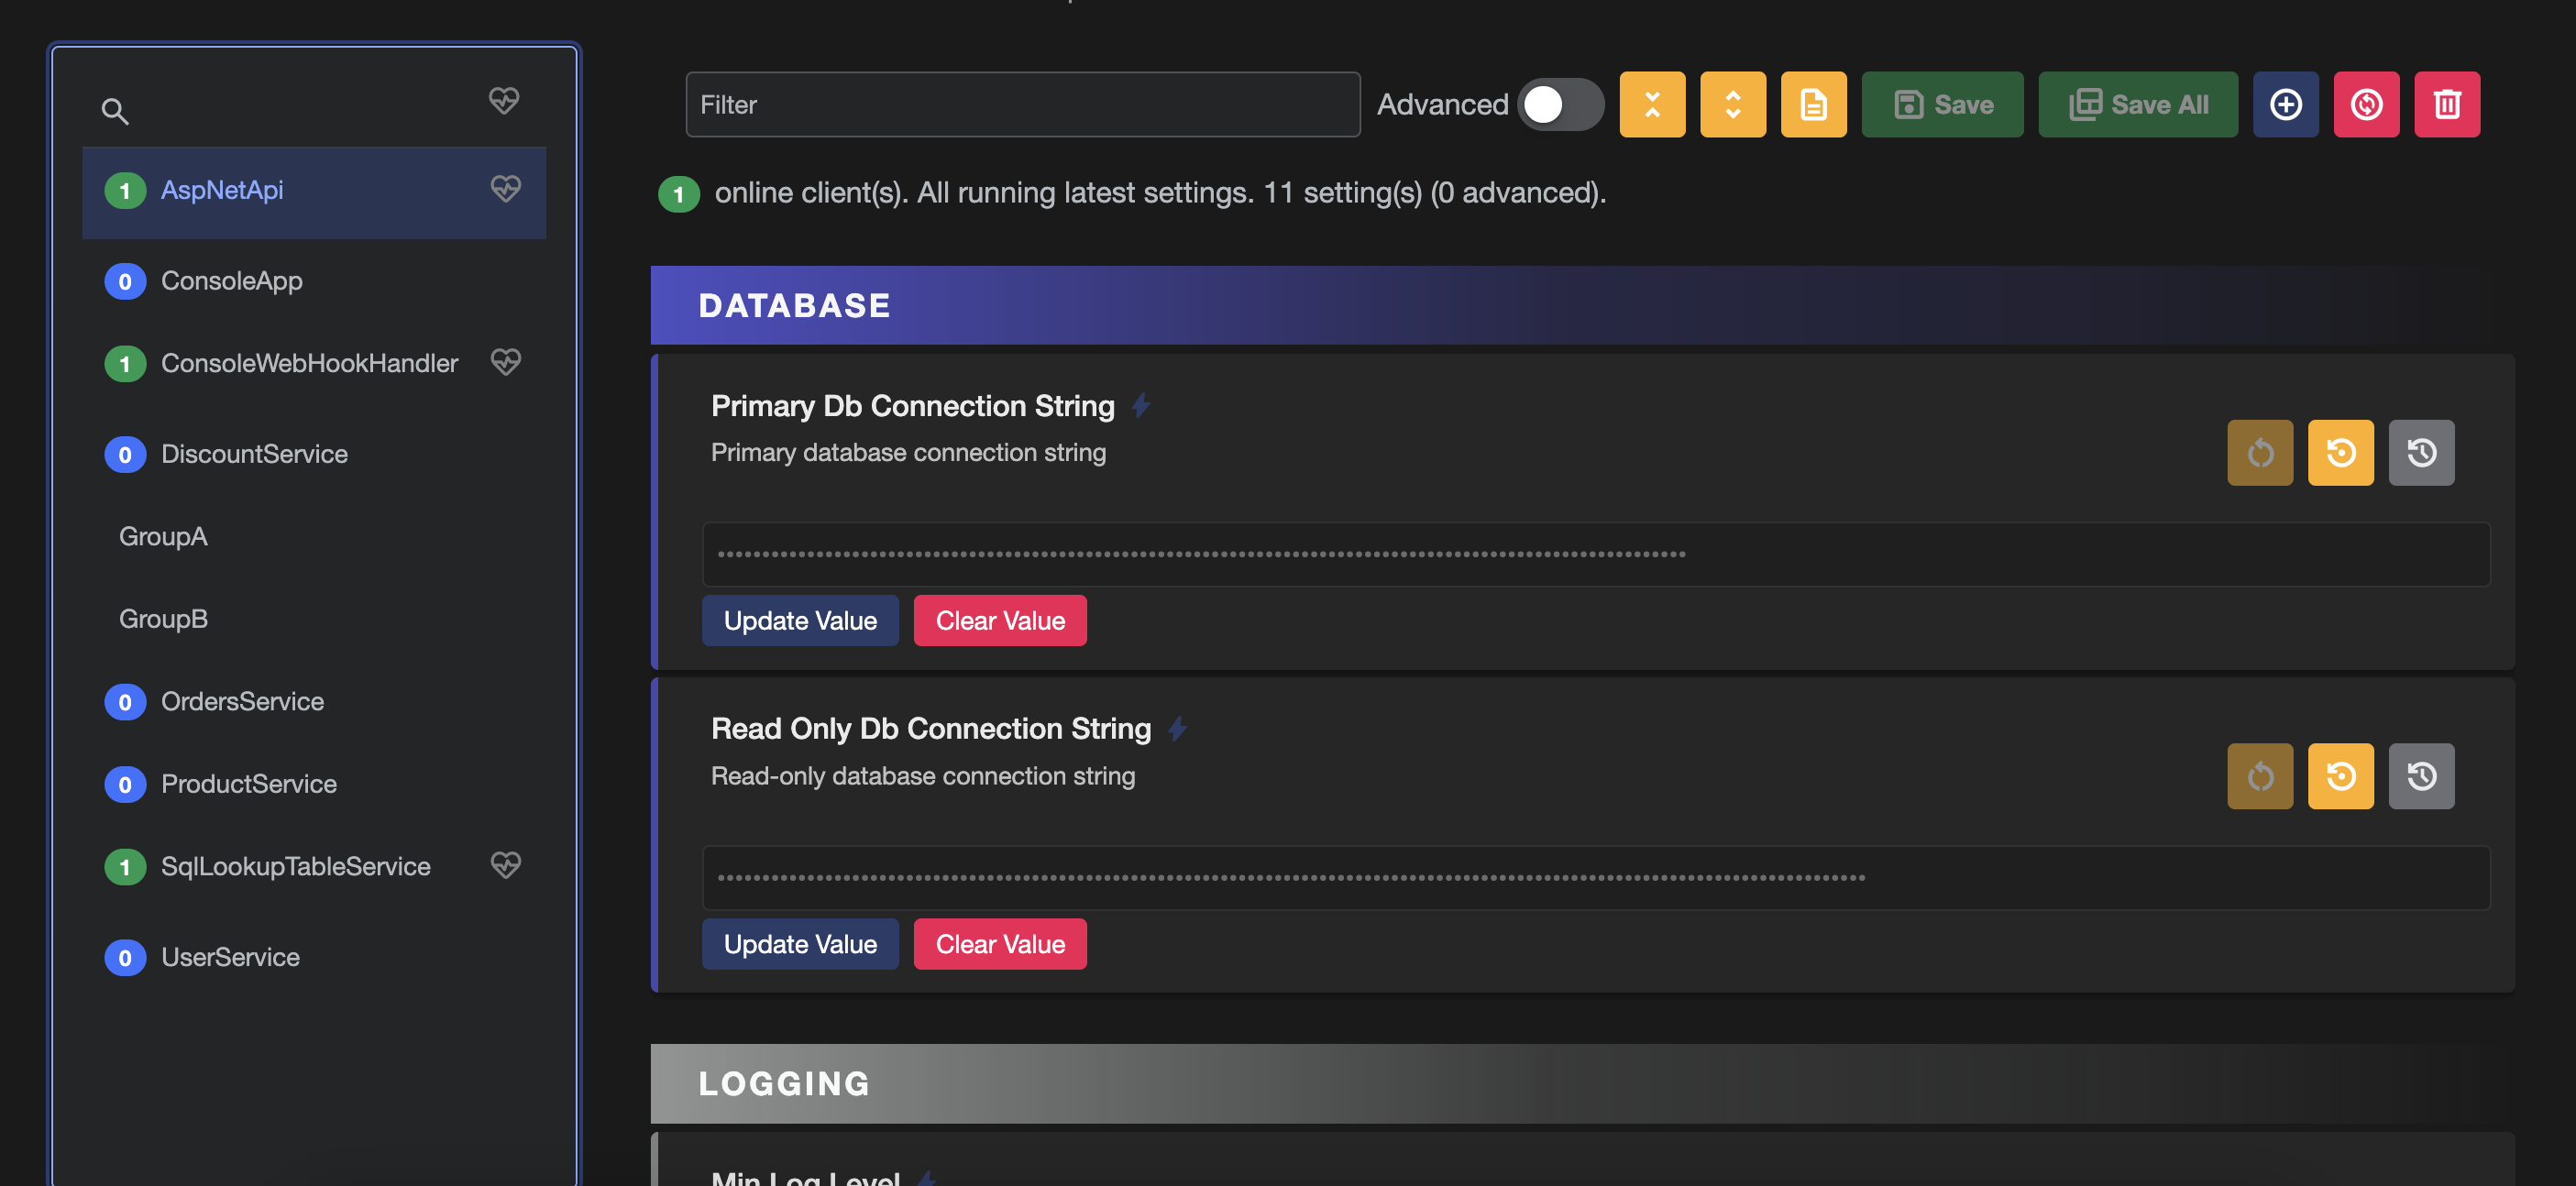 1 AspNetApi
0 ConsoleApp
1 ConsoleWebHookHandler
0 DiscountService
GroupA
GroupB
0 OrdersService
0 ProductService
1 SqlLookupTableService
0 UserService
Filter Advanced Save Save All
1 online client(s). All running latest settings. 11 setting(s) (0 advanced).
DATABASE
Primary Db Connection String
Primary database connection string
Update Value Clear Value
Read Only Db Connection String
Read-only database connection string
Update Value Clear Value
LOGGING
Min Log Level